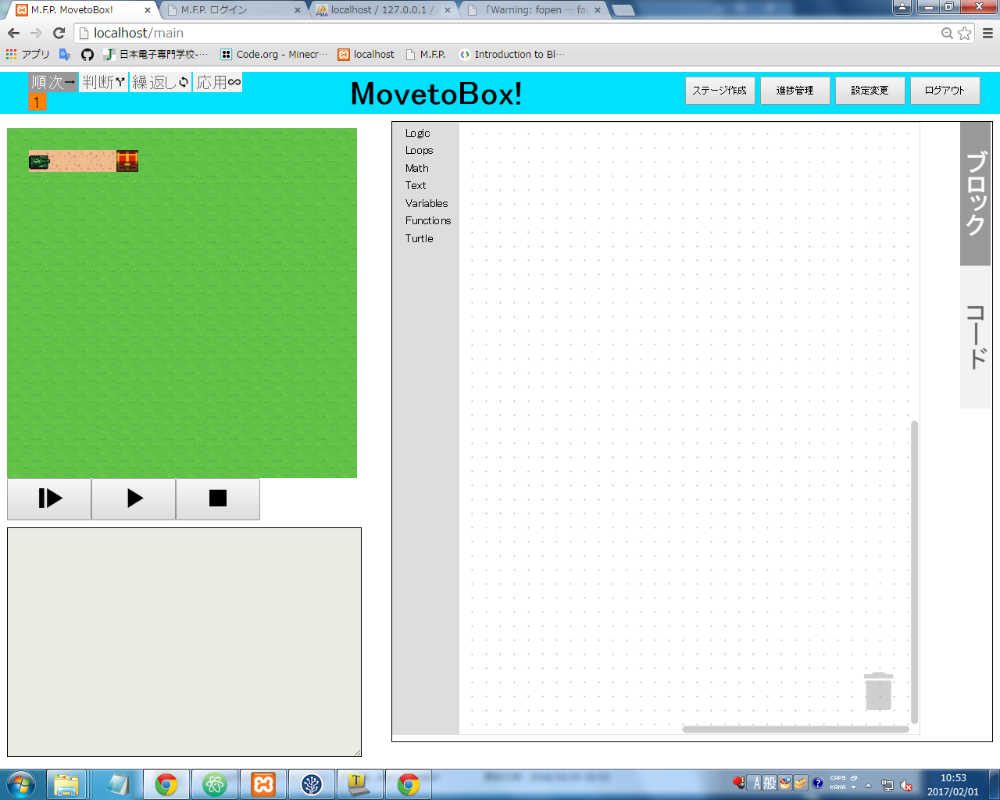 M.F.P. MovetoBox!
M.F.P. ログイン
localhost / 127.0.0.1 /
「Warning: fopen … fai
localhost/main
アプリ
日本電子専門学校-…
Code.org - Minecr…
localhost
M.F.P.
Introduction to Bl…
順次→
判断
繰返し
応用∞
1
MovetoBox!
ステージ作成
進捗管理
設定変更
ログアウト
Logic
Loops
Math
Text
Variables
Functions
Turtle
ブロック
コード
A般
CAPS
KANA
10:53
2017/02/01